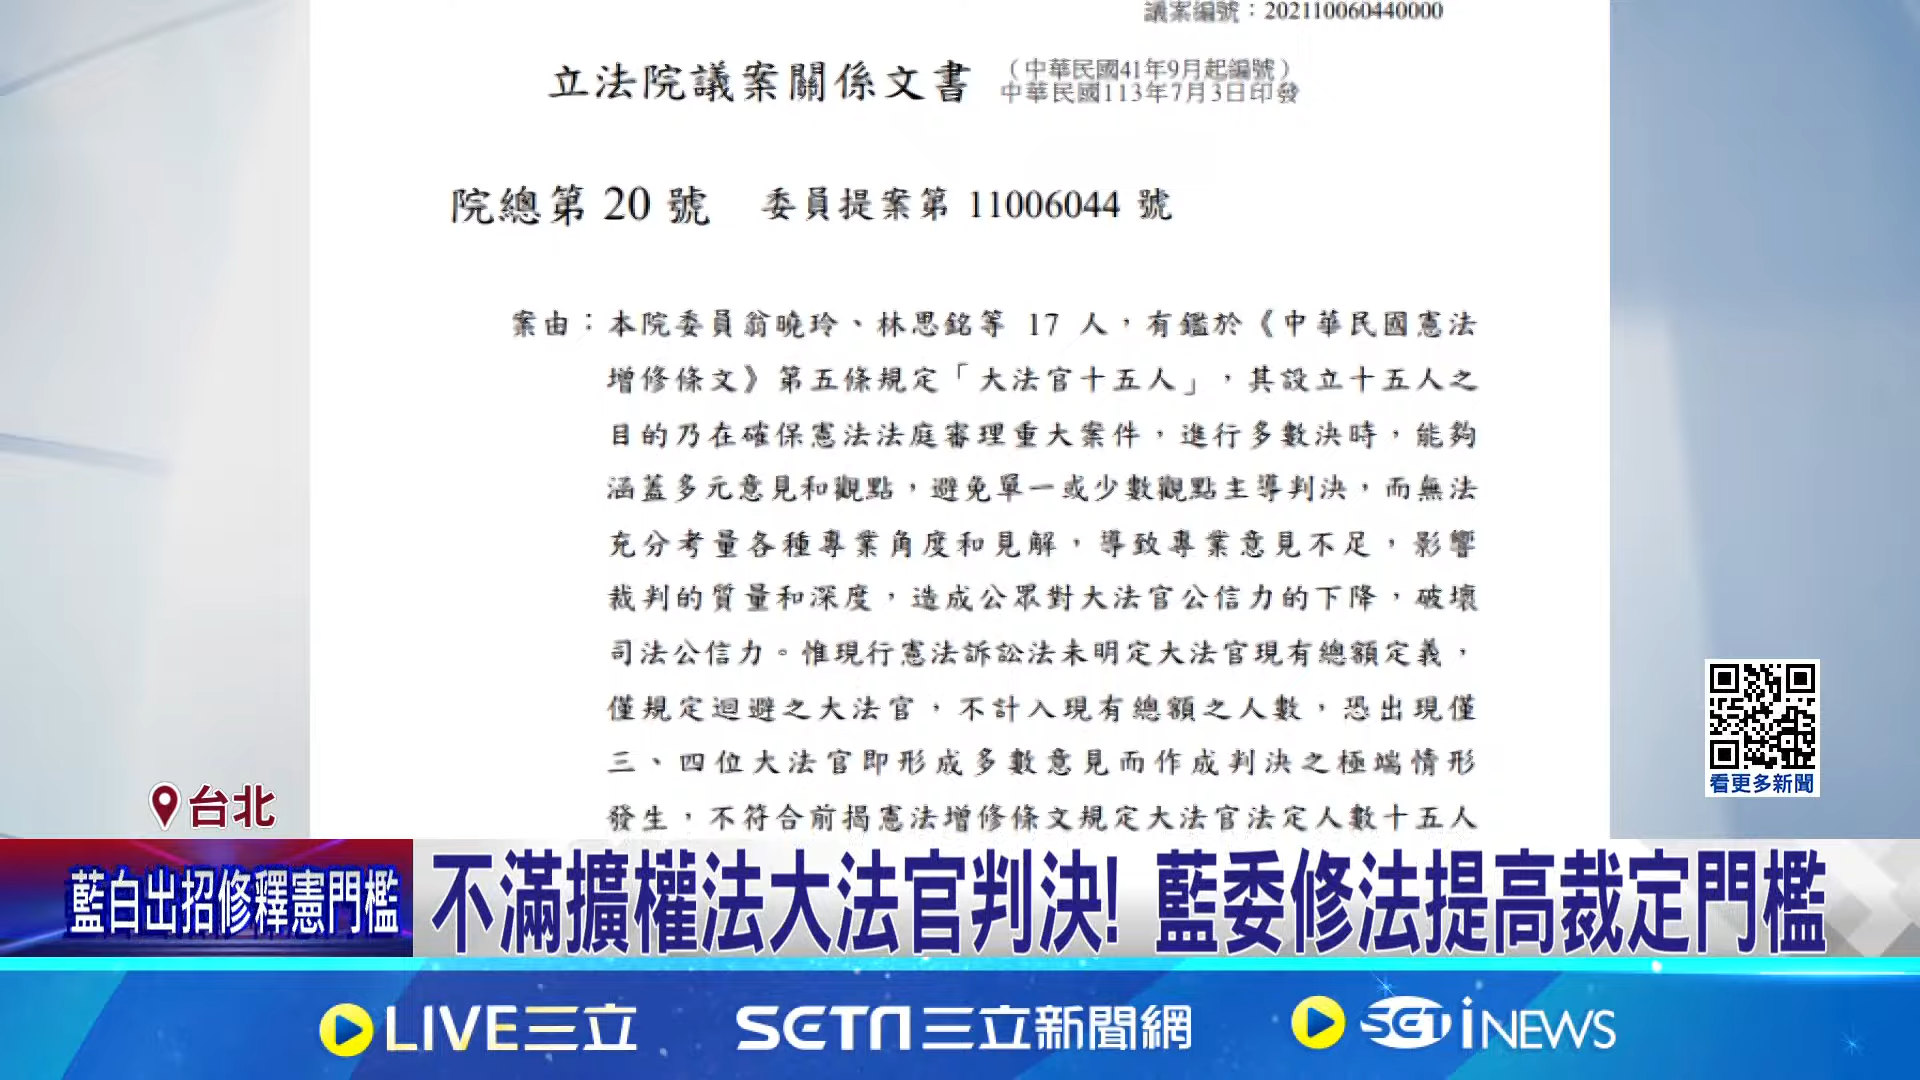 議案編號：202110060440000
立法院議案關係文書
（中華民國41年9月起編號）
中華民國113年7月3日印發
院總第 20 號 委員提案第 11006044 號
案由：本院委員翁曉玲、林思銘等 17 人，有鑑於《中華民國憲法
增修條文》第五條規定「大法官十五人」，其設立十五人之
目的乃在確保憲法法庭審理重大案件，進行多數決時，能夠
涵蓋多元意見和觀點，避免單一或少數觀點主導判決，而無法
充分考量各種專業角度和見解，導致專業意見不足，影響
裁判的質量和深度，造成公眾對大法官公信力的下降，破壞
司法公信力。惟現行憲法訴訟法未明定大法官現有總額定義，
僅規定迴避之大法官，不計入現有總額之人數，恐出現僅
三、四位大法官即形成多數意見而作成判決之極端情形
發生，不符合前揭憲法增修條文規定大法官法定人數十五人
看更多新聞
台北
藍白出招修釋憲門檻
不滿擴權法大法官判決! 藍委修法提高裁定門檻
LIVE三立
SETN三立新聞網
SETiNEWS